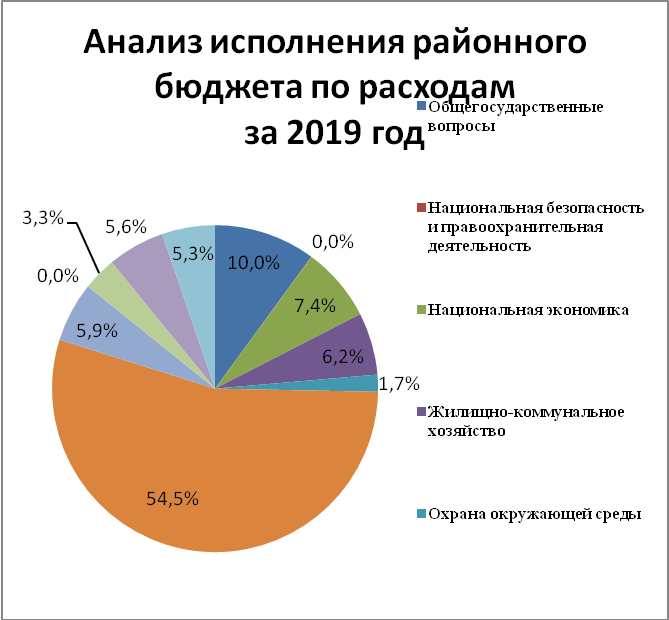 Анализ исполнения районного
бюджета по расходам
за 2019 год
Общегосударственные
вопросы
Национальная безопасность
и правоохранительная
деятельность
Национальная экономика
Жилищно-коммунальное
хозяйство
Охрана окружающей среды
10,0%
0,0%
7,4%
6,2%
1,7%
54,5%
5,9%
0,0%
3,3%
5,6%
5,3%